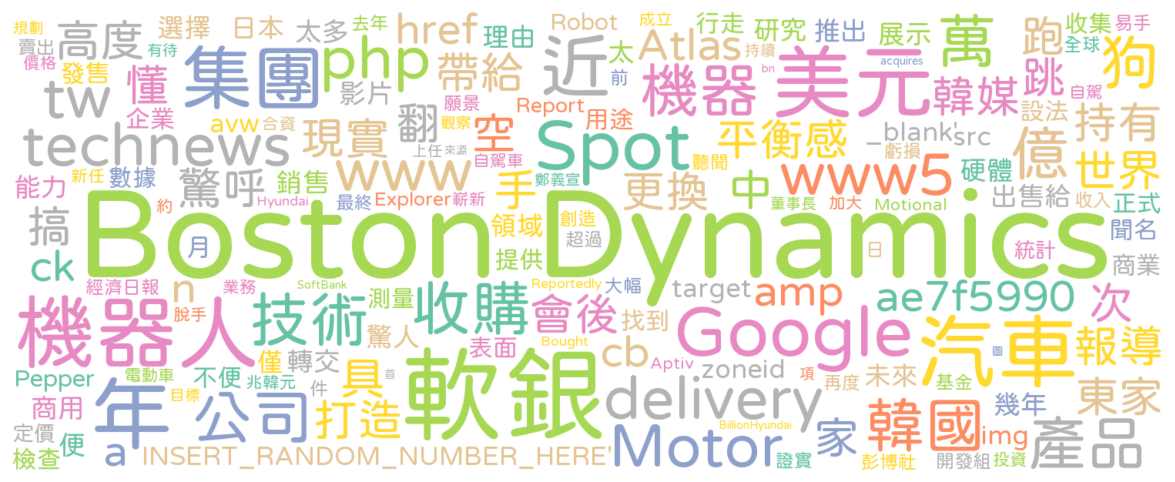 規劃 高度 選擇 日本 太多 去年 php href 理由 Robot 成立 行走 研究 推出 展示 萬 跑 收集 易手
賣出 有待 集團 近 Atlas 持續 全球 狗
價格 發售 懂 影片 帶給 太 前 機器 美元 acquires 韓媒 跳 設法 自駕
tw 企業 avw 合資 翻 願景 觀察 Report 用途 bn 持有
technews 現實 空 Spot 平衡感 _blank'src 億
能力 新任 數據 驚呼 銷售 www 上任 來源 自駕車 聽聞 虧損 www5 硬體 世界
搞 約 Hyundai 最終 Explorer 嶄新 手 鄭義宣 更換 中 董事長 加大 Motional 出售給 收入 正式
領域 創造 聞名
Boston Dynamics
月 超過 日 統計
ck 經濟日報 n 業務 SoftBank 提供 Reportedly 大幅 target amp ae7f5990 次 商業
機器人 脫手 技術 測量 收購 會後 找到 Google 汽車 報導
驚人 表面 Bought
Pepper 電動車 不便 兆韓元 僅 轉交 件 具 cb Aptiv zoneid 項 再度 未來 圖 基金 東家
商用 年 目標 公司 打造 首 軟銀 delivery 家 韓國 幾年
定價 便 BillionHyundai img 產品
檢查 a INSERT_RANDOM_NUMBER_HERE' Motor 證實 彭博社 開發組 投資